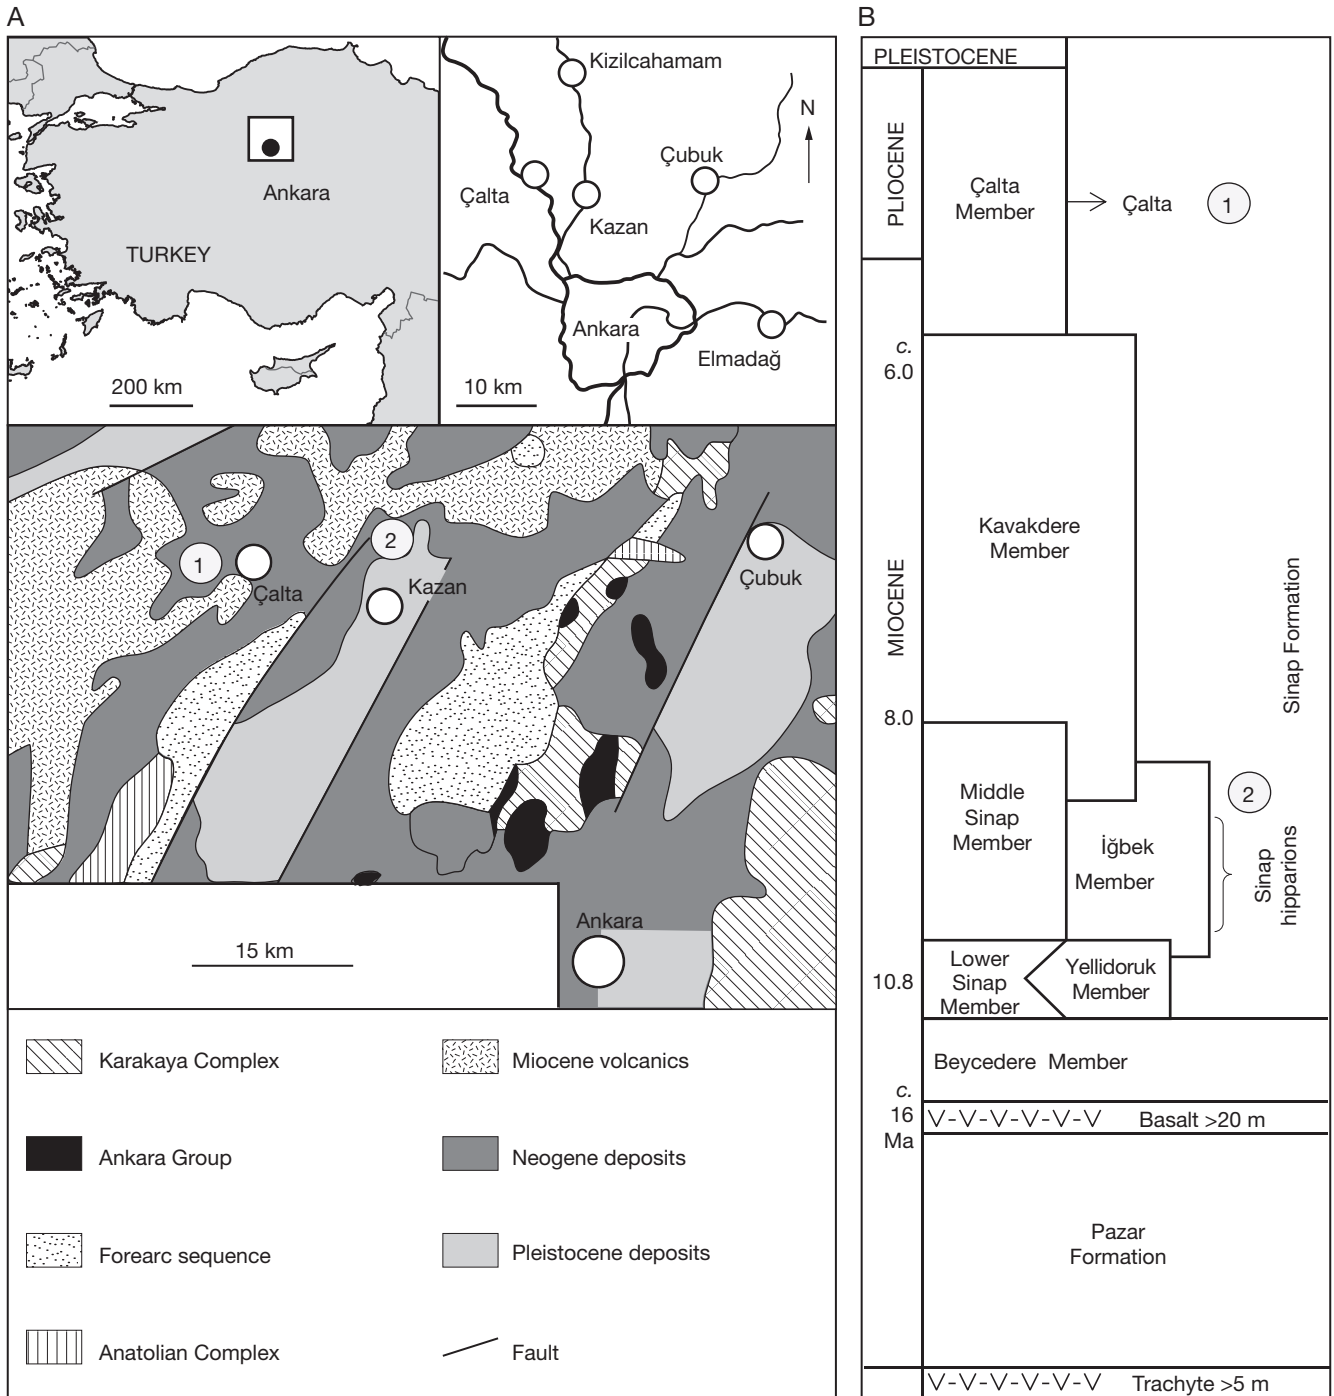 A
Ankara
TURKEY
200 km
Kizilcahamam
N
Çubuk
Çalta
Kazan
Ankara
Elmadağ
10 km
1
2
Çalta
Kazan
Çubuk
Ankara
15 km
Karakaya Complex
Miocene volcanics
Ankara Group
Neogene deposits
Forearc sequence
Pleistocene deposits
Anatolian Complex
Fault
B
PLEISTOCENE
PLIOCENE
Çalta
Member
Çalta
1
c.
6.0
Kavakdere
Member
MIOCENE
Sinap Formation
8.0
Middle
Sinap
Member
2
İğbek
Member
Sinap
hipparions
Lower
Sinap
Member
Yellidoruk
Member
10.8
Beycedere Member
c.
16
Ma
V-V-V-V-V-V
Basalt >20 m
Pazar
Formation
V-V-V-V-V-V
Trachyte >5 m